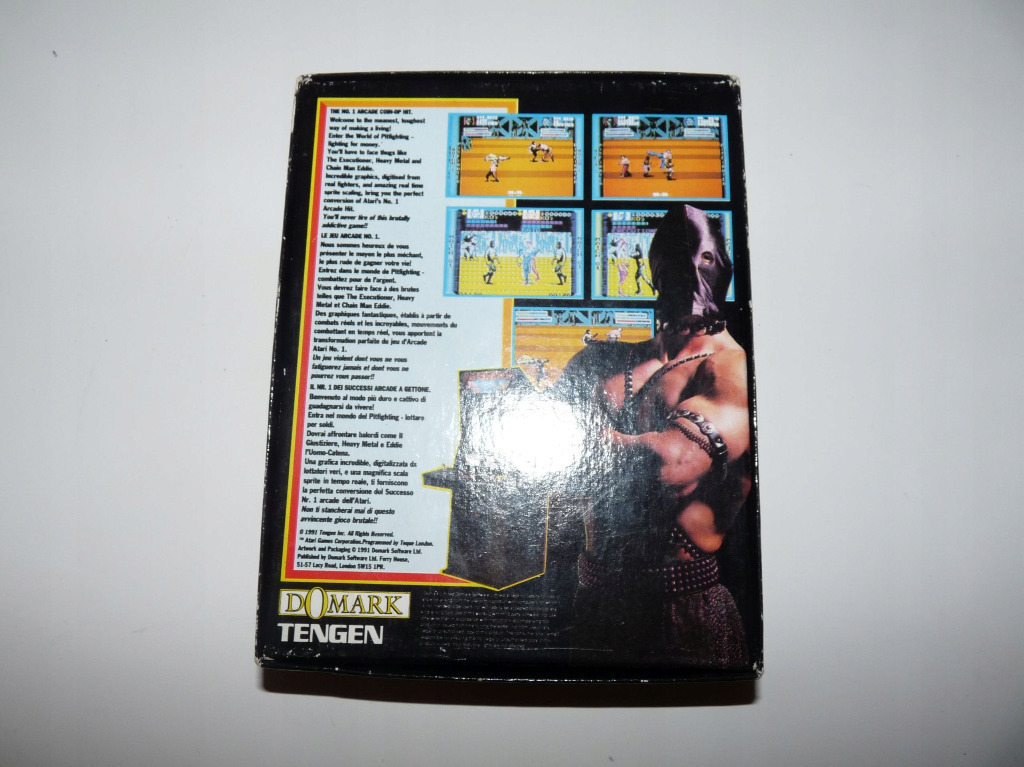 THE NO. 1 ARCADE COIN-OP HIT.
Welcome to the meanest, toughest
way of making a living!
Enter the World of Pitfighting -
fighting for money.
You'll have to face thugs like
The Executioner, Heavy Metal and
Chain Man Eddie.
Incredible graphics, digitised from
real fighters, and amazing real time
sprite scaling, bring you the perfect
conversion of Atari's No. 1
Arcade Hit.
You'll never tire of this brutally
addictive game!!
LE JEU ARCADE NO. 1.
Nous sommes heureux de vous
présenter le moyen le plus méchant,
le plus rude de gagner votre vie!
Entrez dans le monde de Pitfighting -
combattez pour de l'argent.
Vous devrez faire face à des brutes
telles que The Executioner, Heavy
Metal et Chain Man Eddie.
Des graphiques fantastiques, établis à partir de
combats réels et les incroyables, mouvements du
combattant en temps réel, vous apportent la
transformation parfaite du jeu d'Arcade
Atari No. 1.
Un jeu violent dont vous ne vous
fatiguerez jamais et dont vous ne
pourrez vous passer!!
IL NR. 1 DEI SUCCESSI ARCADE A GETTONE.
Benvenuto al modo più duro e cattivo di
guadagnarsi da vivere!
Entra nel mondo del Pitfighting - lottare
per soldi.
Dovrai affrontare balordi come Il
Giustiziere, Heavy Metal e Eddie
l'Uomo-Catena.
Una grafica incredibile, digitalizzata da
lottatori veri, e una magnifica scala
sprite in tempo reale, ti forniscono
la perfetta conversione del Successo
Nr. 1 arcade dell'Atari.
Non ti stancherai mai di questo
avvincente gioco brutale!!
© 1991 Tengen Inc. All Rights Reserved.
™ Atari Games Corporation. Programmed by Teque London.
Artwork and Packaging © 1991 Domark Software Ltd.
Published by Domark Software Ltd. Ferry House,
51-57 Lacy Road, London SW15 1PR.
DOMARK
TENGEN